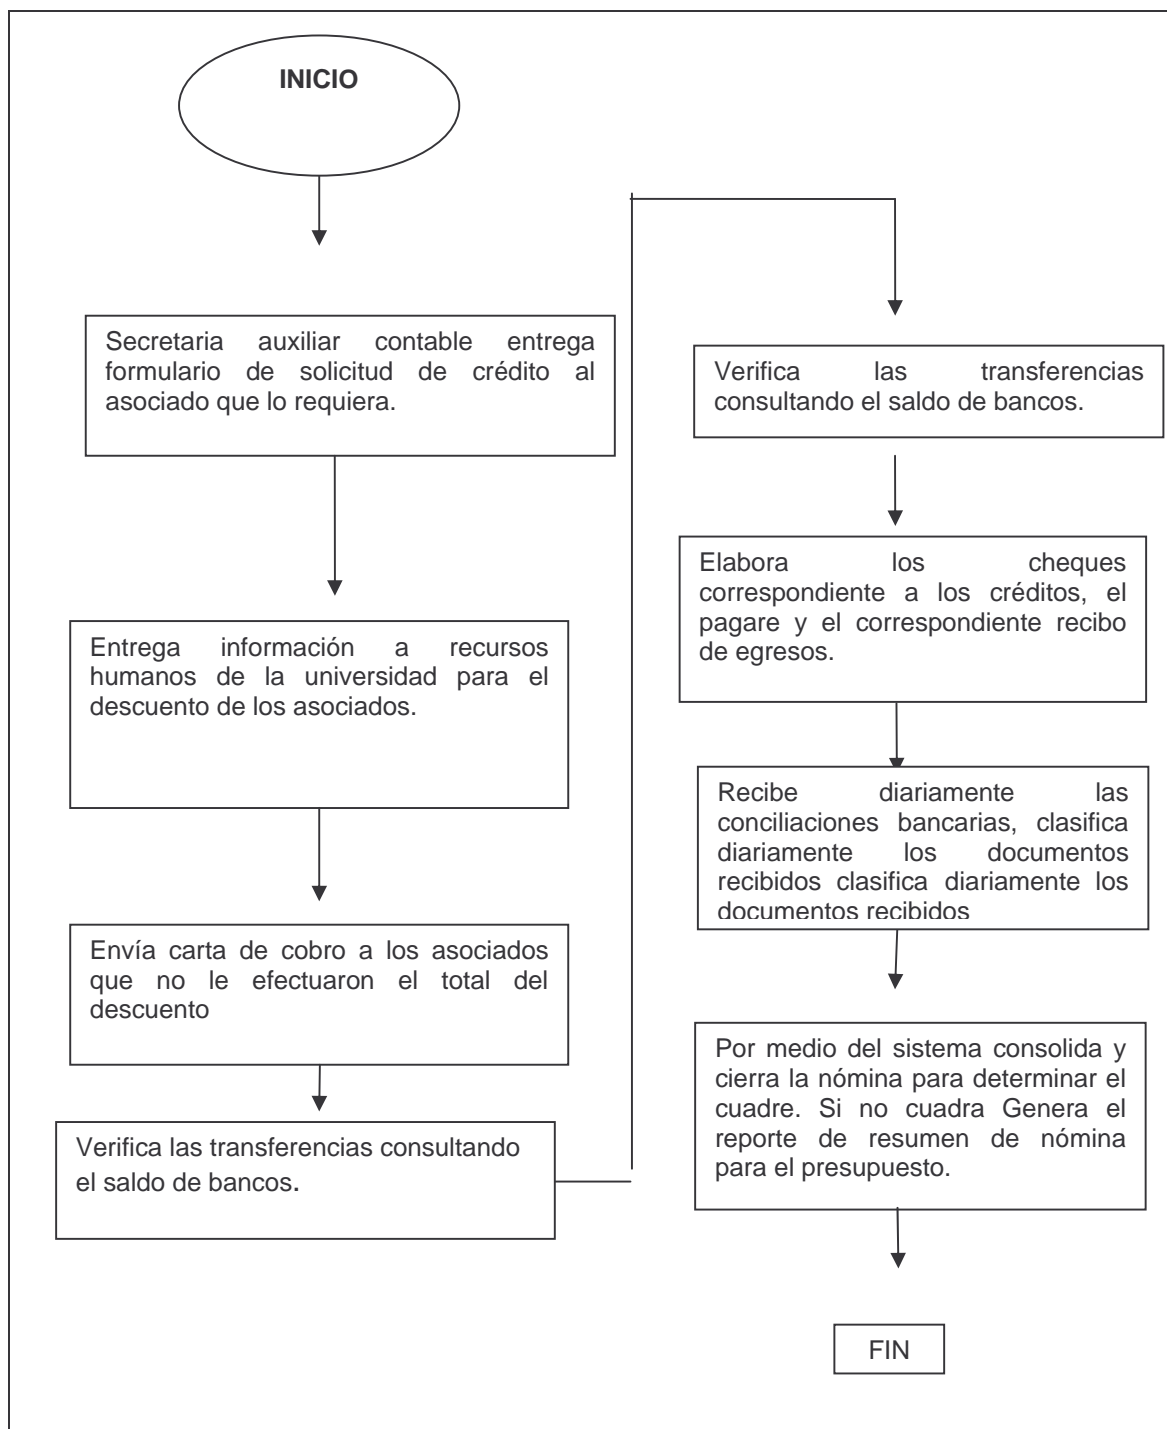 INICIO
Secretaria auxiliar contable entrega
formulario de solicitud de crédito al
asociado que lo requiera.
Entrega información a recursos
humanos de la universidad para el
descuento de los asociados.
Envía carta de cobro a los asociados
que no le efectuaron el total del
descuento
Verifica las transferencias consultando
el saldo de bancos.
Verifica las transferencias
consultando el saldo de bancos.
Elabora los cheques
correspondiente a los créditos, el
pagare y el correspondiente recibo
de egresos.
Recibe diariamente las
conciliaciones bancarias, clasifica
diariamente los documentos
recibidos clasifica diariamente los
documentos recibidos
Por medio del sistema consolida y
cierra la nómina para determinar el
cuadre. Si no cuadra Genera el
reporte de resumen de nómina
para el presupuesto.
FIN